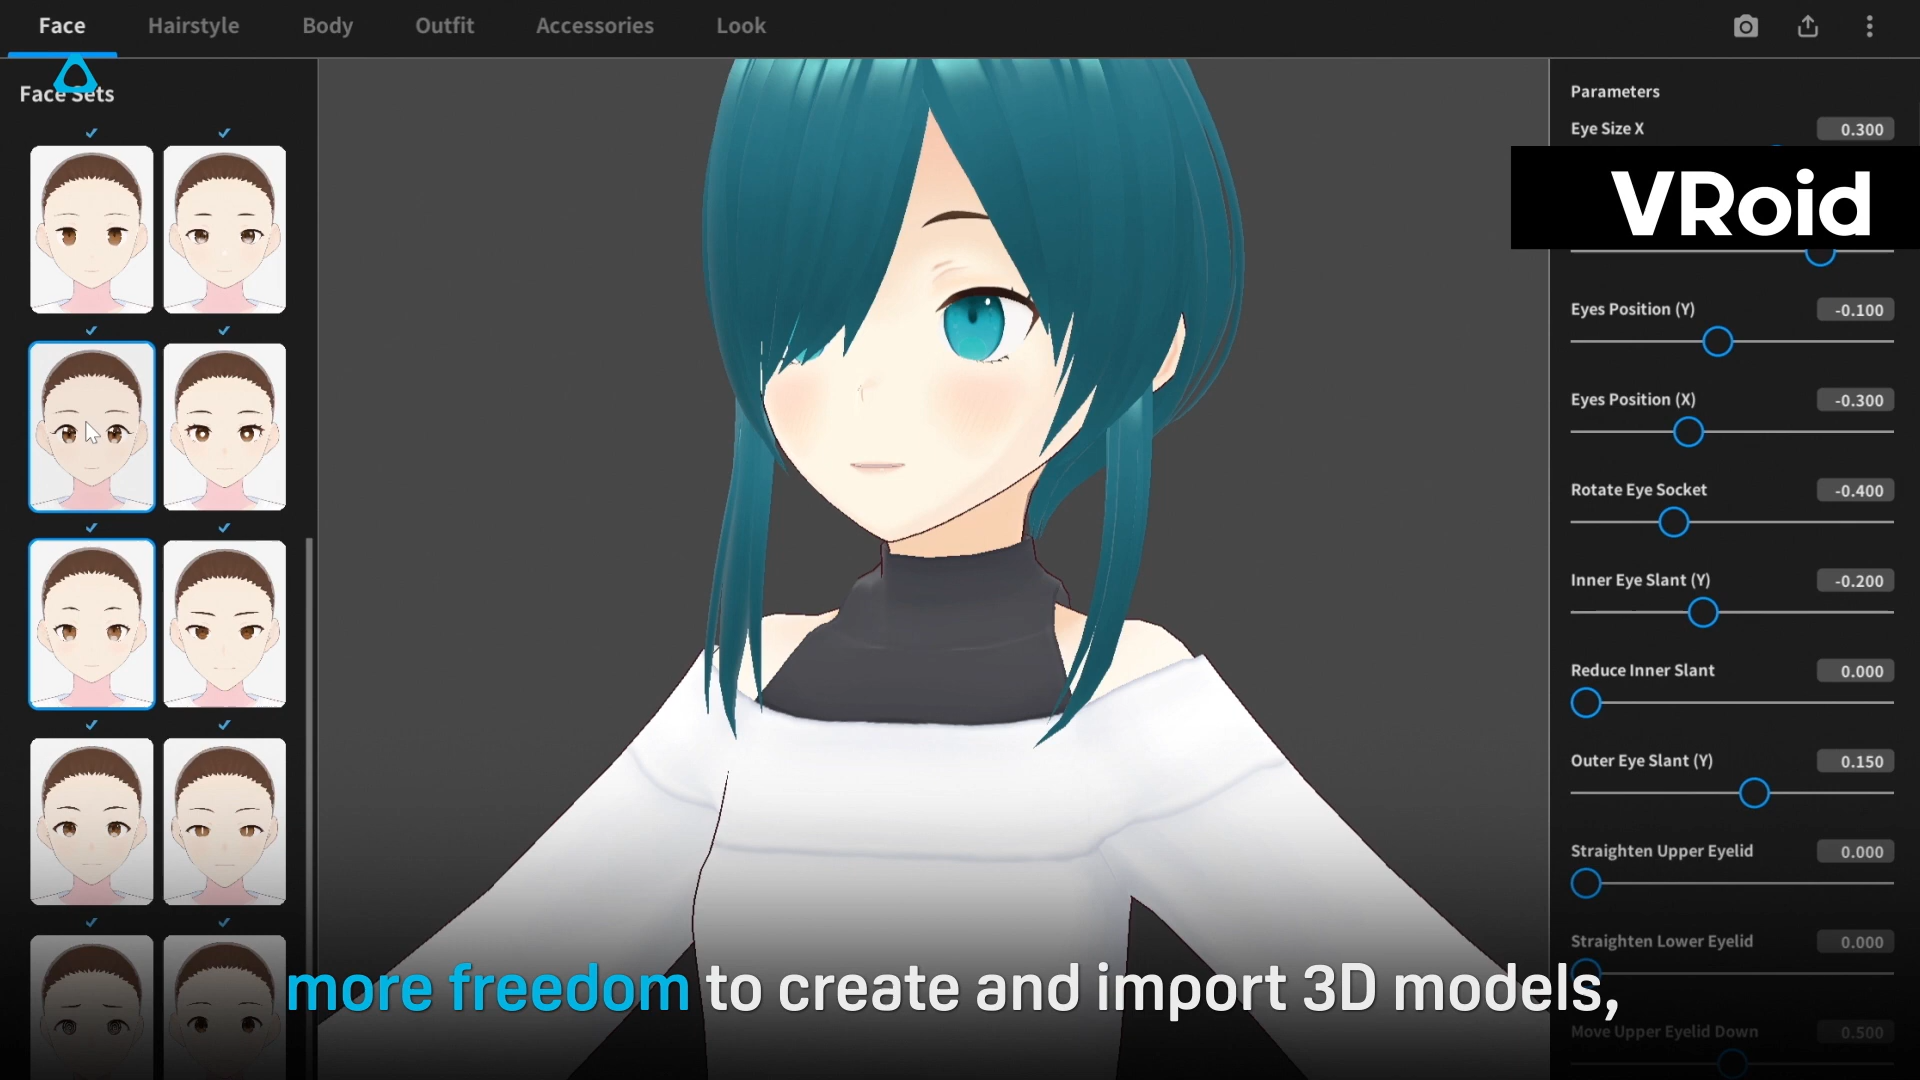 Face Hairstyle Body Outfit Accessories Look
Face Sets
Parameters
Eye Size X 0.300
VRoid
Eyes Position (Y) -0.100
Eyes Position (X) -0.300
Rotate Eye Socket -0.400
Inner Eye Slant (Y) -0.200
Reduce Inner Slant 0.000
Outer Eye Slant (Y) 0.150
Straighten Upper Eyelid 0.000
Straighten Lower Eyelid 0.000
more freedom to create and import 3D models,
Move Upper Eyelid Down 0.500